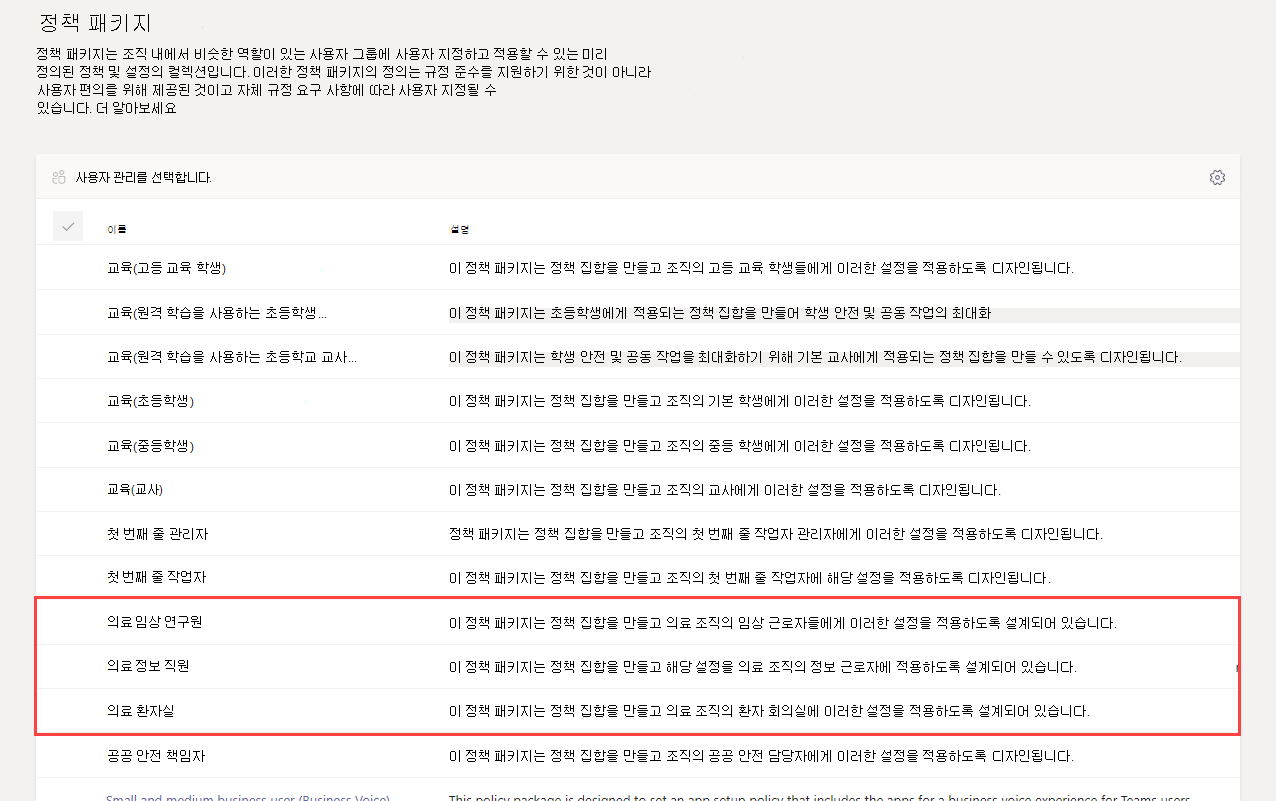 정책 패키지
정책 패키지는 조직 내에서 비슷한 역할이 있는 사용자 그룹에 사용자 지정하고 적용할 수 있는 미리
정의된 정책 및 설정의 컬렉션입니다. 이러한 정책 패키지의 정의는 규정 준수를 지원하기 위한 것이 아니라
사용자 편의를 위해 제공된 것이고 자체 규정 요구 사항에 따라 사용자 지정될 수
있습니다. 더 알아보세요
사용자 관리를 선택합니다.
이름 설명
교육(고등 교육 학생) 이 정책 패키지는 정책 집합을 만들고 조직의 고등 교육 학생들에게 이러한 설정을 적용하도록 디자인됩니다.
교육(원격 학습을 사용하는 초등학생... 이 정책 패키지는 초등학생에게 적용되는 정책 집합을 만들어 학생 안전 및 공동 작업의 최대화
교육(원격 학습을 사용하는 초등학교 교사... 이 정책 패키지는 학생 안전 및 공동 작업을 최대화하기 위해 기본 교사에게 적용되는 정책 집합을 만들 수 있도록 디자인됩니다.
교육(초등학생) 이 정책 패키지는 정책 집합을 만들고 조직의 기본 학생에게 이러한 설정을 적용하도록 디자인됩니다.
교육(중등학생) 이 정책 패키지는 정책 집합을 만들고 조직의 중등 학생에게 이러한 설정을 적용하도록 디자인됩니다.
교육(교사) 이 정책 패키지는 정책 집합을 만들고 조직의 교사에게 이러한 설정을 적용하도록 디자인됩니다.
첫 번째 줄 관리자 정책 패키지는 정책 집합을 만들고 조직의 첫 번째 줄 작업자 관리자에게 이러한 설정을 적용하도록 디자인됩니다.
첫 번째 줄 작업자 이 정책 패키지는 정책 집합을 만들고 조직의 첫 번째 줄 작업자에 해당 설정을 적용하도록 디자인됩니다.
의료 임상 연구원 이 정책 패키지는 정책 집합을 만들고 의료 조직의 임상 근로자들에게 이러한 설정을 적용하도록 설계되어 있습니다.
의료 정보 직원 이 정책 패키지는 정책 집합을 만들고 해당 설정을 의료 조직의 정보 근로자에 적용하도록 설계되어 있습니다.
의료 환자실 이 정책 패키지는 정책 집합을 만들고 의료 조직의 환자 회의실에 이러한 설정을 적용하도록 설계되어 있습니다.
공공 안전 책임자 이 정책 패키지는 정책 집합을 만들고 조직의 공공 안전 담당자에게 이러한 설정을 적용하도록 디자인됩니다.
Small and medium business user (Business Voice) This policy package is designed to set an app setup policy that includes the apps for a business voice experience for Teams users